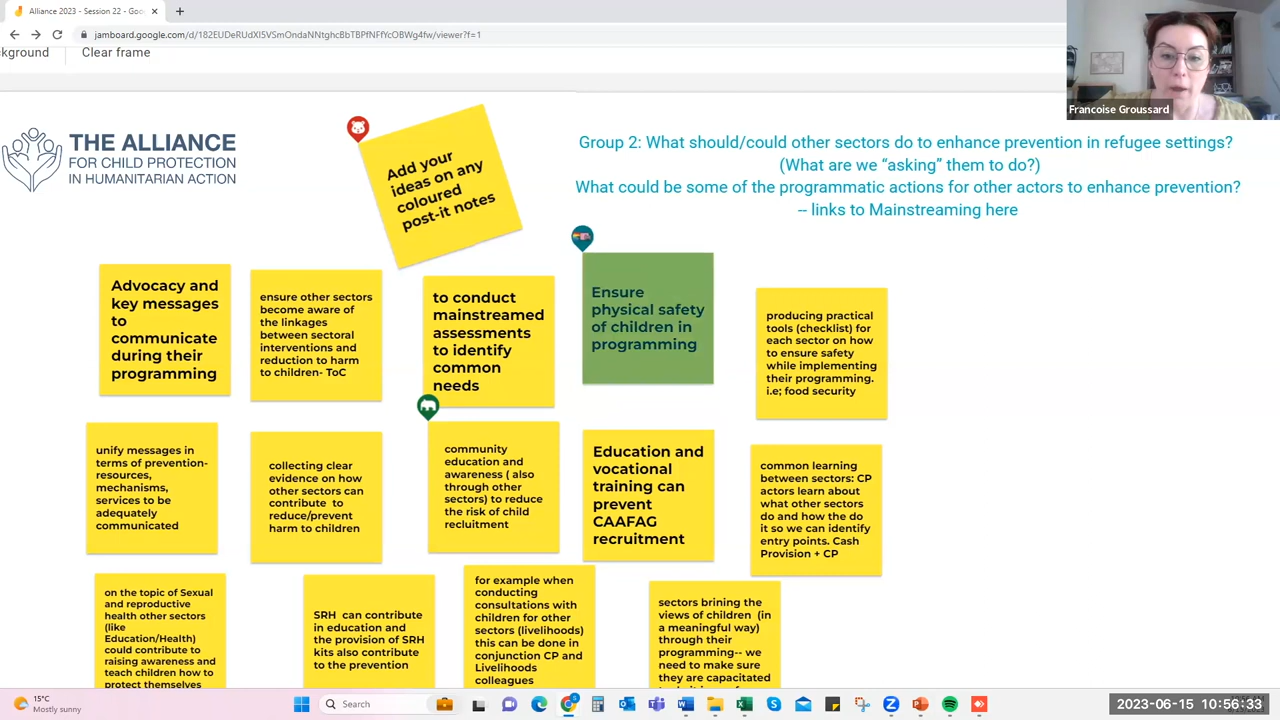 Alliance 2023 - Session 22 - Goo
jamboard.google.com/d/182EUDeRUdXI5VSmOndaNNtghcBbTBPfNFfYcOBWg4fw/viewer?f=1
kground
Clear frame
Francoise Groussard
THE ALLIANCE
FOR CHILD PROTECTION
IN HUMANITARIAN ACTION
Add your
ideas on any
coloured
post-it notes
Group 2: What should/could other sectors do to enhance prevention in refugee settings?
(What are we “asking” them to do?)
What could be some of the programmatic actions for other actors to enhance prevention?
-- links to Mainstreaming here
Advocacy and
key messages
to
communicate
during their
programming
ensure other sectors
become aware of
the linkages
between sectoral
interventions and
reduction to harm
to children- ToC
to conduct
mainstreamed
assessments
to identify
common
needs
Ensure
physical safety
of children in
programming
producing practical
tools (checklist) for
each sector on how
to ensure safety
while implementing
their programming.
i.e; food security
unify messages in
terms of prevention-
resources,
mechanisms,
services to be
adequately
communicated
collecting clear
evidence on how
other sectors can
contribute to
reduce/prevent
harm to children
community
education and
awareness ( also
through other
sectors) to reduce
the risk of child
recluitment
Education and
vocational
training can
prevent
CAAFAG
recruitment
common learning
between sectors: CP
actors learn about
what other sectors
do and how the do
it so we can identify
entry points. Cash
Provision + CP
on the topic of Sexual
and reproductive
health other sectors
(like
Education/Health)
could contribute to
raising awareness and
teach children how to
protect themselves
SRH can contribute
in education and
the provision of SRH
kits also contribute
to the prevention
for example when
conducting
consultations with
children for other
sectors (livelihoods)
this can be done in
conjunction CP and
Livelihoods
colleagues
sectors brining the
views of children (in
a meaningful way)
through their
programming-- we
need to make sure
they are capacitated
15°C
Mostly sunny
Search
2023-06-15 10:56:33